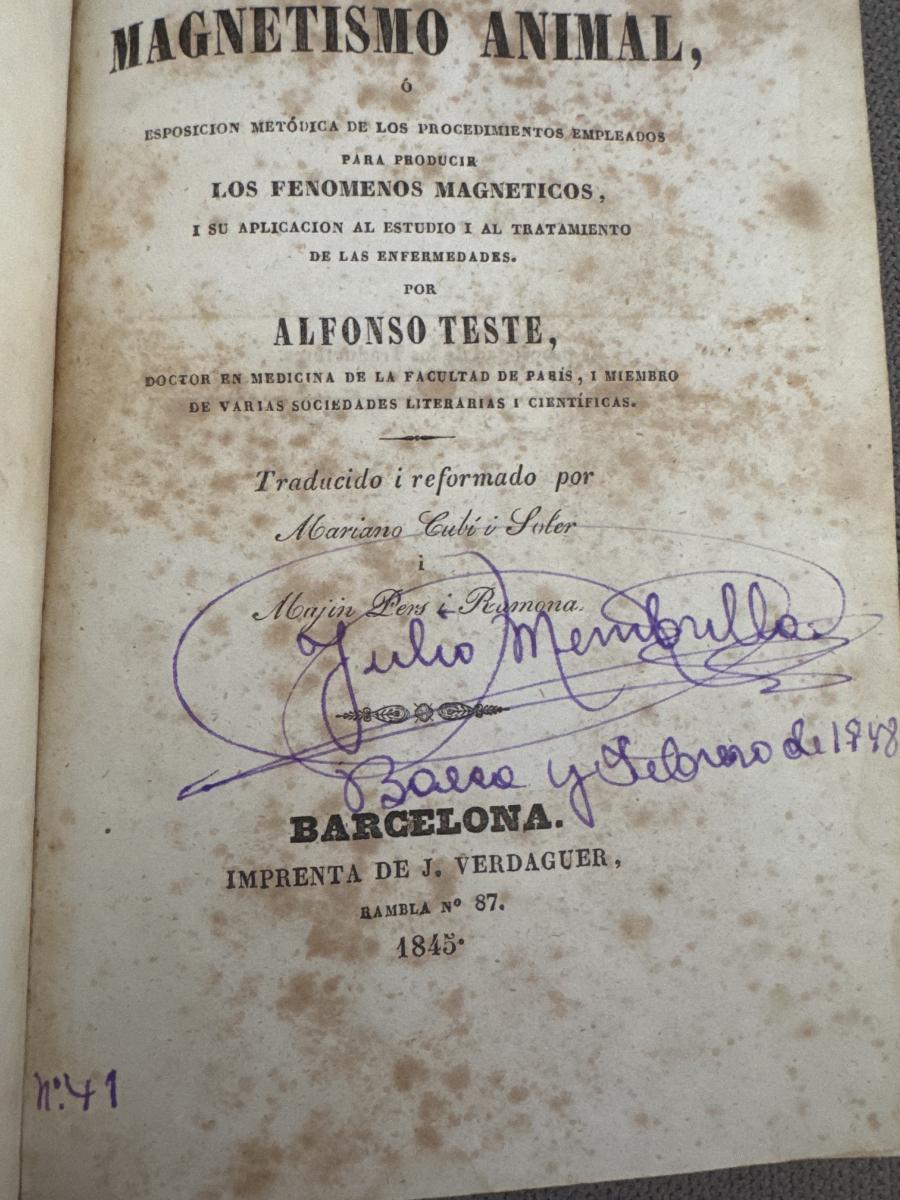 MAGNETISMO ANIMAL,
Ó
ESPOSICION METÓDICA DE LOS PROCEDIMIENTOS EMPLEADOS
PARA PRODUCIR
LOS FENOMENOS MAGNETICOS,
I SU APLICACION AL ESTUDIO I AL TRATAMIENTO
DE LAS ENFERMEDADES.
POR
ALFONSO TESTE,
DOCTOR EN MEDICINA DE LA FACULTAD DE PARÍS, I MIEMBRO
DE VARIAS SOCIEDADES LITERARIAS I CIENTÍFICAS.
Traducido i reformado por
Mariano Cubí i Soler
i
Majin Pers i Ramona.
Julio Membrilla
y Febrero de 1948
BARCELONA.
IMPRENTA DE J. VERDAGUER,
RAMBLA Nº 87.
1845.
Nº. 41